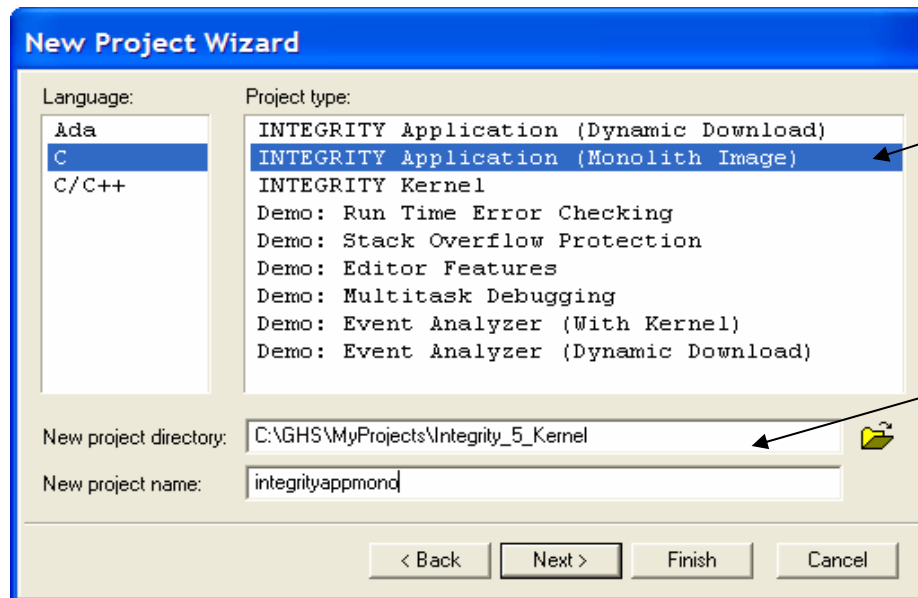 New Project Wizard
Language:
Ada
C
C/C++
Project type:
INTEGRITY Application (Dynamic Download)
INTEGRITY Application (Monolith Image)
INTEGRITY Kernel
Demo: Run Time Error Checking
Demo: Stack Overflow Protection
Demo: Editor Features
Demo: Multitask Debugging
Demo: Event Analyzer (With Kernel)
Demo: Event Analyzer (Dynamic Download)
New project directory: C:\GHS\MyProjects\Integrity_5_Kernel
New project name: integrityappmono
< Back Next > Finish Cancel